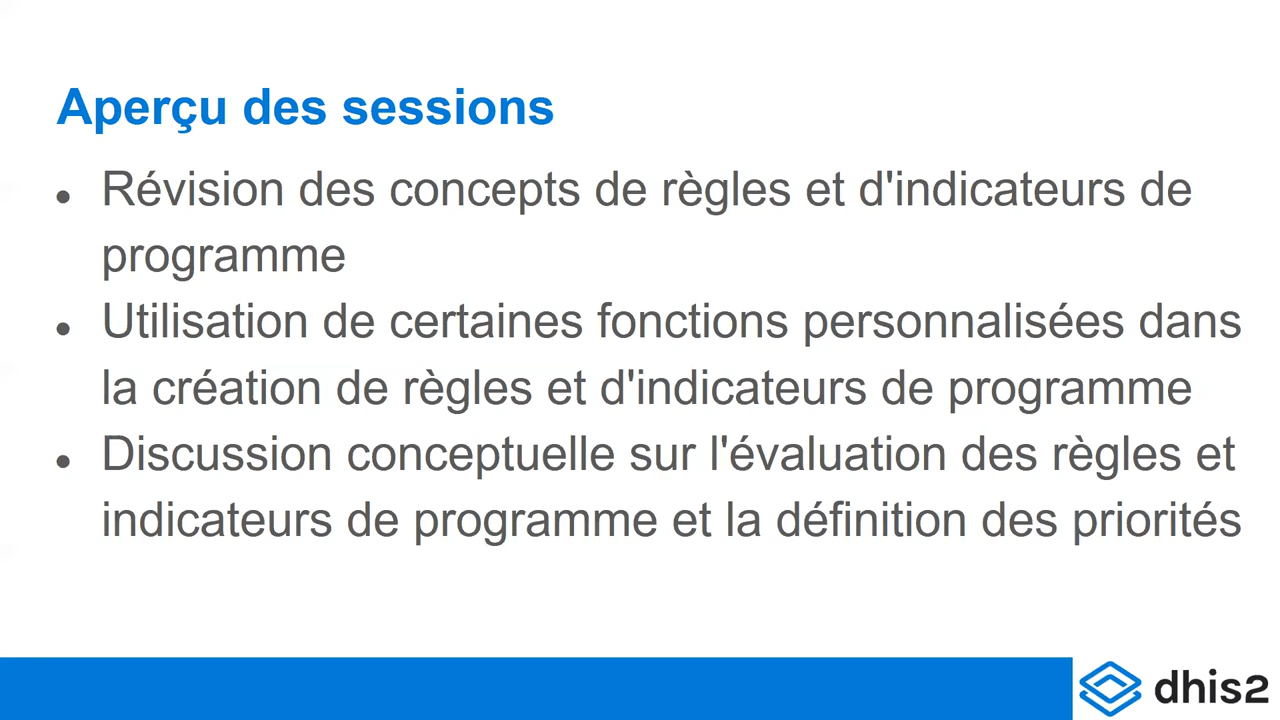 Aperçu des sessions
● Révision des concepts de règles et d'indicateurs de
programme
● Utilisation de certaines fonctions personnalisées dans
la création de règles et d'indicateurs de programme
● Discussion conceptuelle sur l'évaluation des règles et
indicateurs de programme et la définition des priorités
dhis2